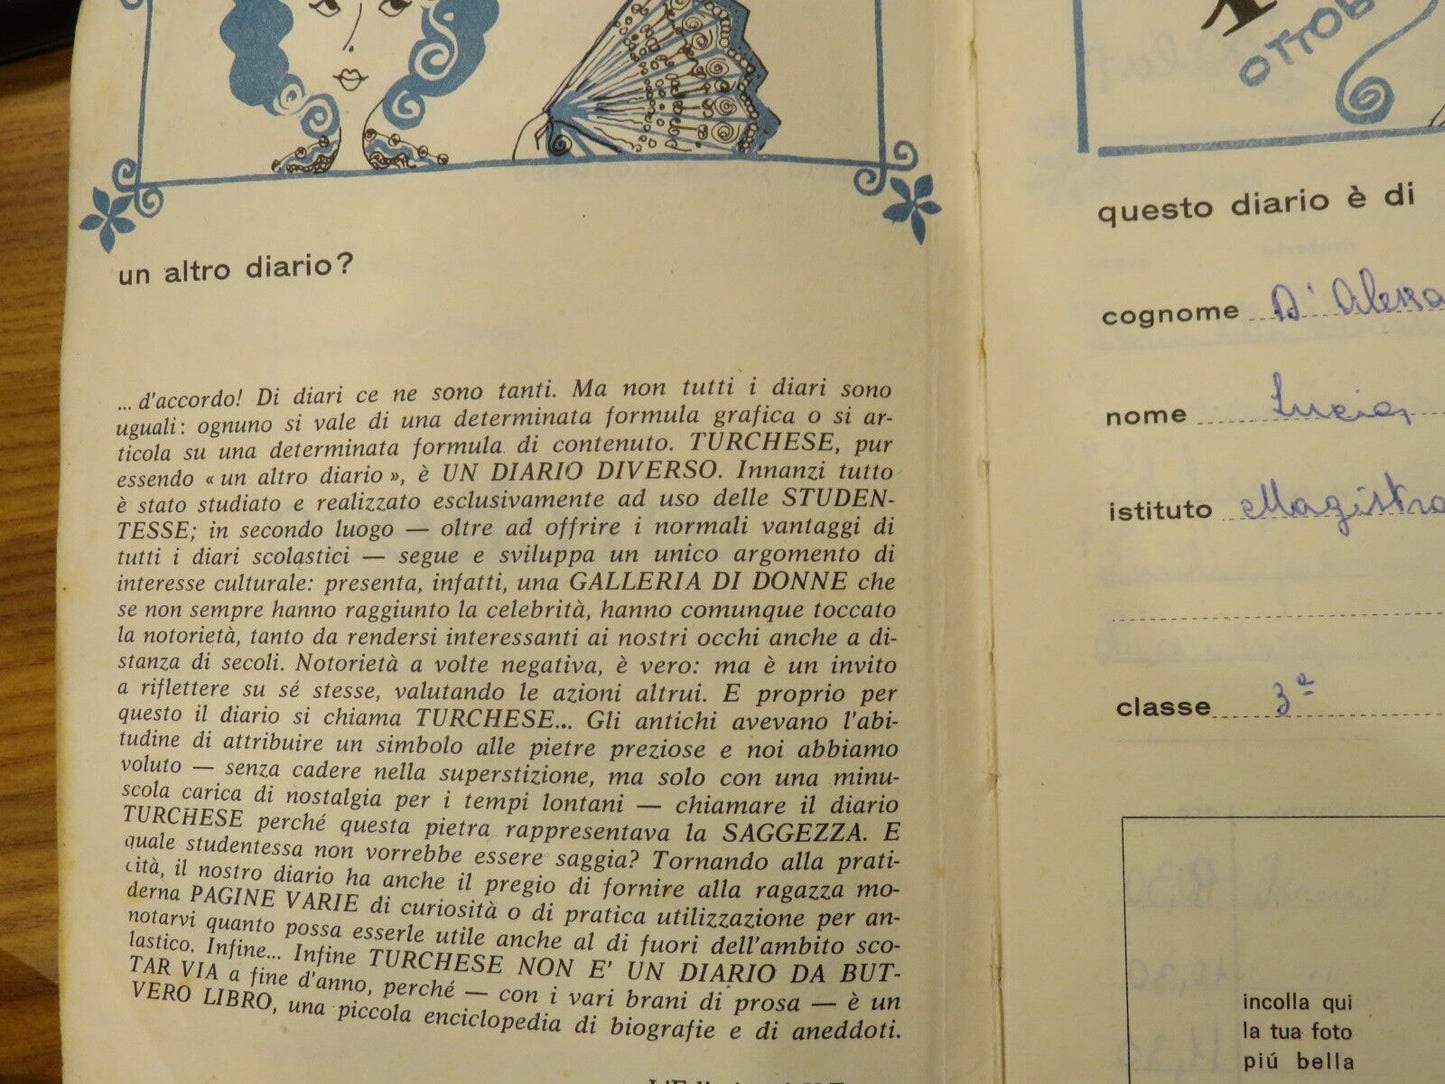 un altro diario?
... d'accordo! Di diari ce ne sono tanti. Ma non tutti i diari sono
uguali: ognuno si vale di una determinata formula grafica o si ar-
ticola su una determinata formula di contenuto. TURCHESE, pur
essendo « un altro diario », è UN DIARIO DIVERSO. Innanzi tutto
è stato studiato e realizzato esclusivamente ad uso delle STUDEN-
TESSE; in secondo luogo — oltre ad offrire i normali vantaggi di
tutti i diari scolastici — segue e sviluppa un unico argomento di
interesse culturale: presenta, infatti, una GALLERIA DI DONNE che
se non sempre hanno raggiunto la celebrità, hanno comunque toccato
la notorietà, tanto da rendersi interessanti ai nostri occhi anche a di-
stanza di secoli. Notorietà a volte negativa, è vero: ma è un invito
a riflettere su sé stesse, valutando le azioni altrui. E proprio per
questo il diario si chiama TURCHESE... Gli antichi avevano l'abi-
tudine di attribuire un simbolo alle pietre preziose e noi abbiamo
voluto — senza cadere nella superstizione, ma solo con una minu-
scola carica di nostalgia per i tempi lontani — chiamare il diario
TURCHESE perché questa pietra rappresentava la SAGGEZZA. E
quale studentessa non vorrebbe essere saggia? Tornando alla prati-
cità, il nostro diario ha anche il pregio di fornire alla ragazza mo-
derna PAGINE VARIE di curiosità o di pratica utilizzazione per an-
notarvi quanto possa esserle utile anche al di fuori dell'ambito sco-
lastico. Infine... Infine TURCHESE NON E' UN DIARIO DA BUT-
TAR VIA a fine d'anno, perché — con i vari brani di prosa — è un
VERO LIBRO, una piccola enciclopedia di biografie e di aneddoti.
OTTOB
questo diario è di
cognome D'Alessa
nome Lucia
istituto Magistra
classe 3ª
incolla qui
la tua foto
piú bella